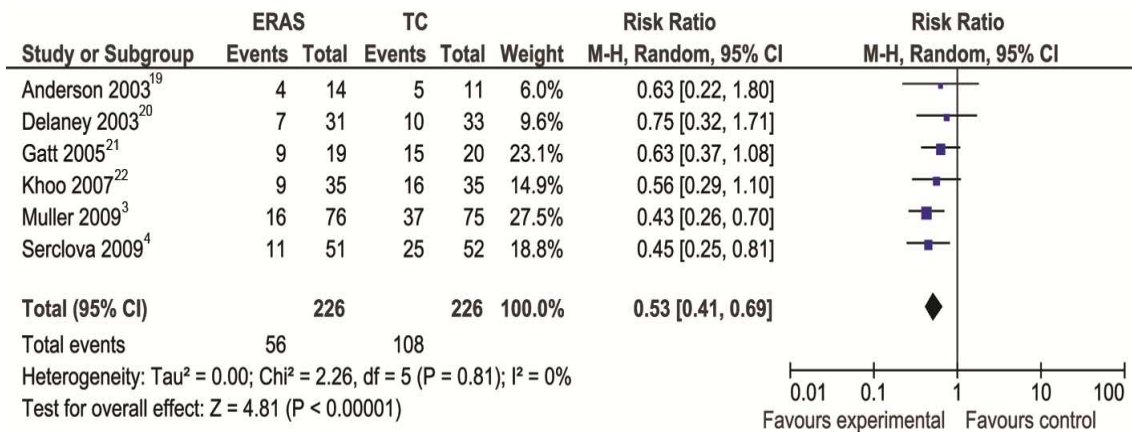 ERAS TC Risk Ratio Risk Ratio
Study or Subgroup Events Total Events Total Weight M-H, Random, 95% CI M-H, Random, 95% CI
Anderson 2003¹⁹ 4 14 5 11 6.0% 0.63 [0.22, 1.80]
Delaney 2003²⁰ 7 31 10 33 9.6% 0.75 [0.32, 1.71]
Gatt 2005²¹ 9 19 15 20 23.1% 0.63 [0.37, 1.08]
Khoo 2007²² 9 35 16 35 14.9% 0.56 [0.29, 1.10]
Muller 2009³ 16 76 37 75 27.5% 0.43 [0.26, 0.70]
Serclova 2009⁴ 11 51 25 52 18.8% 0.45 [0.25, 0.81]
Total (95% CI) 226 226 100.0% 0.53 [0.41, 0.69]
Total events 56 108
Heterogeneity: Tau² = 0.00; Chi² = 2.26, df = 5 (P = 0.81); I² = 0%
Test for overall effect: Z = 4.81 (P < 0.00001)
0.01 0.1 1 10 100
Favours experimental Favours control